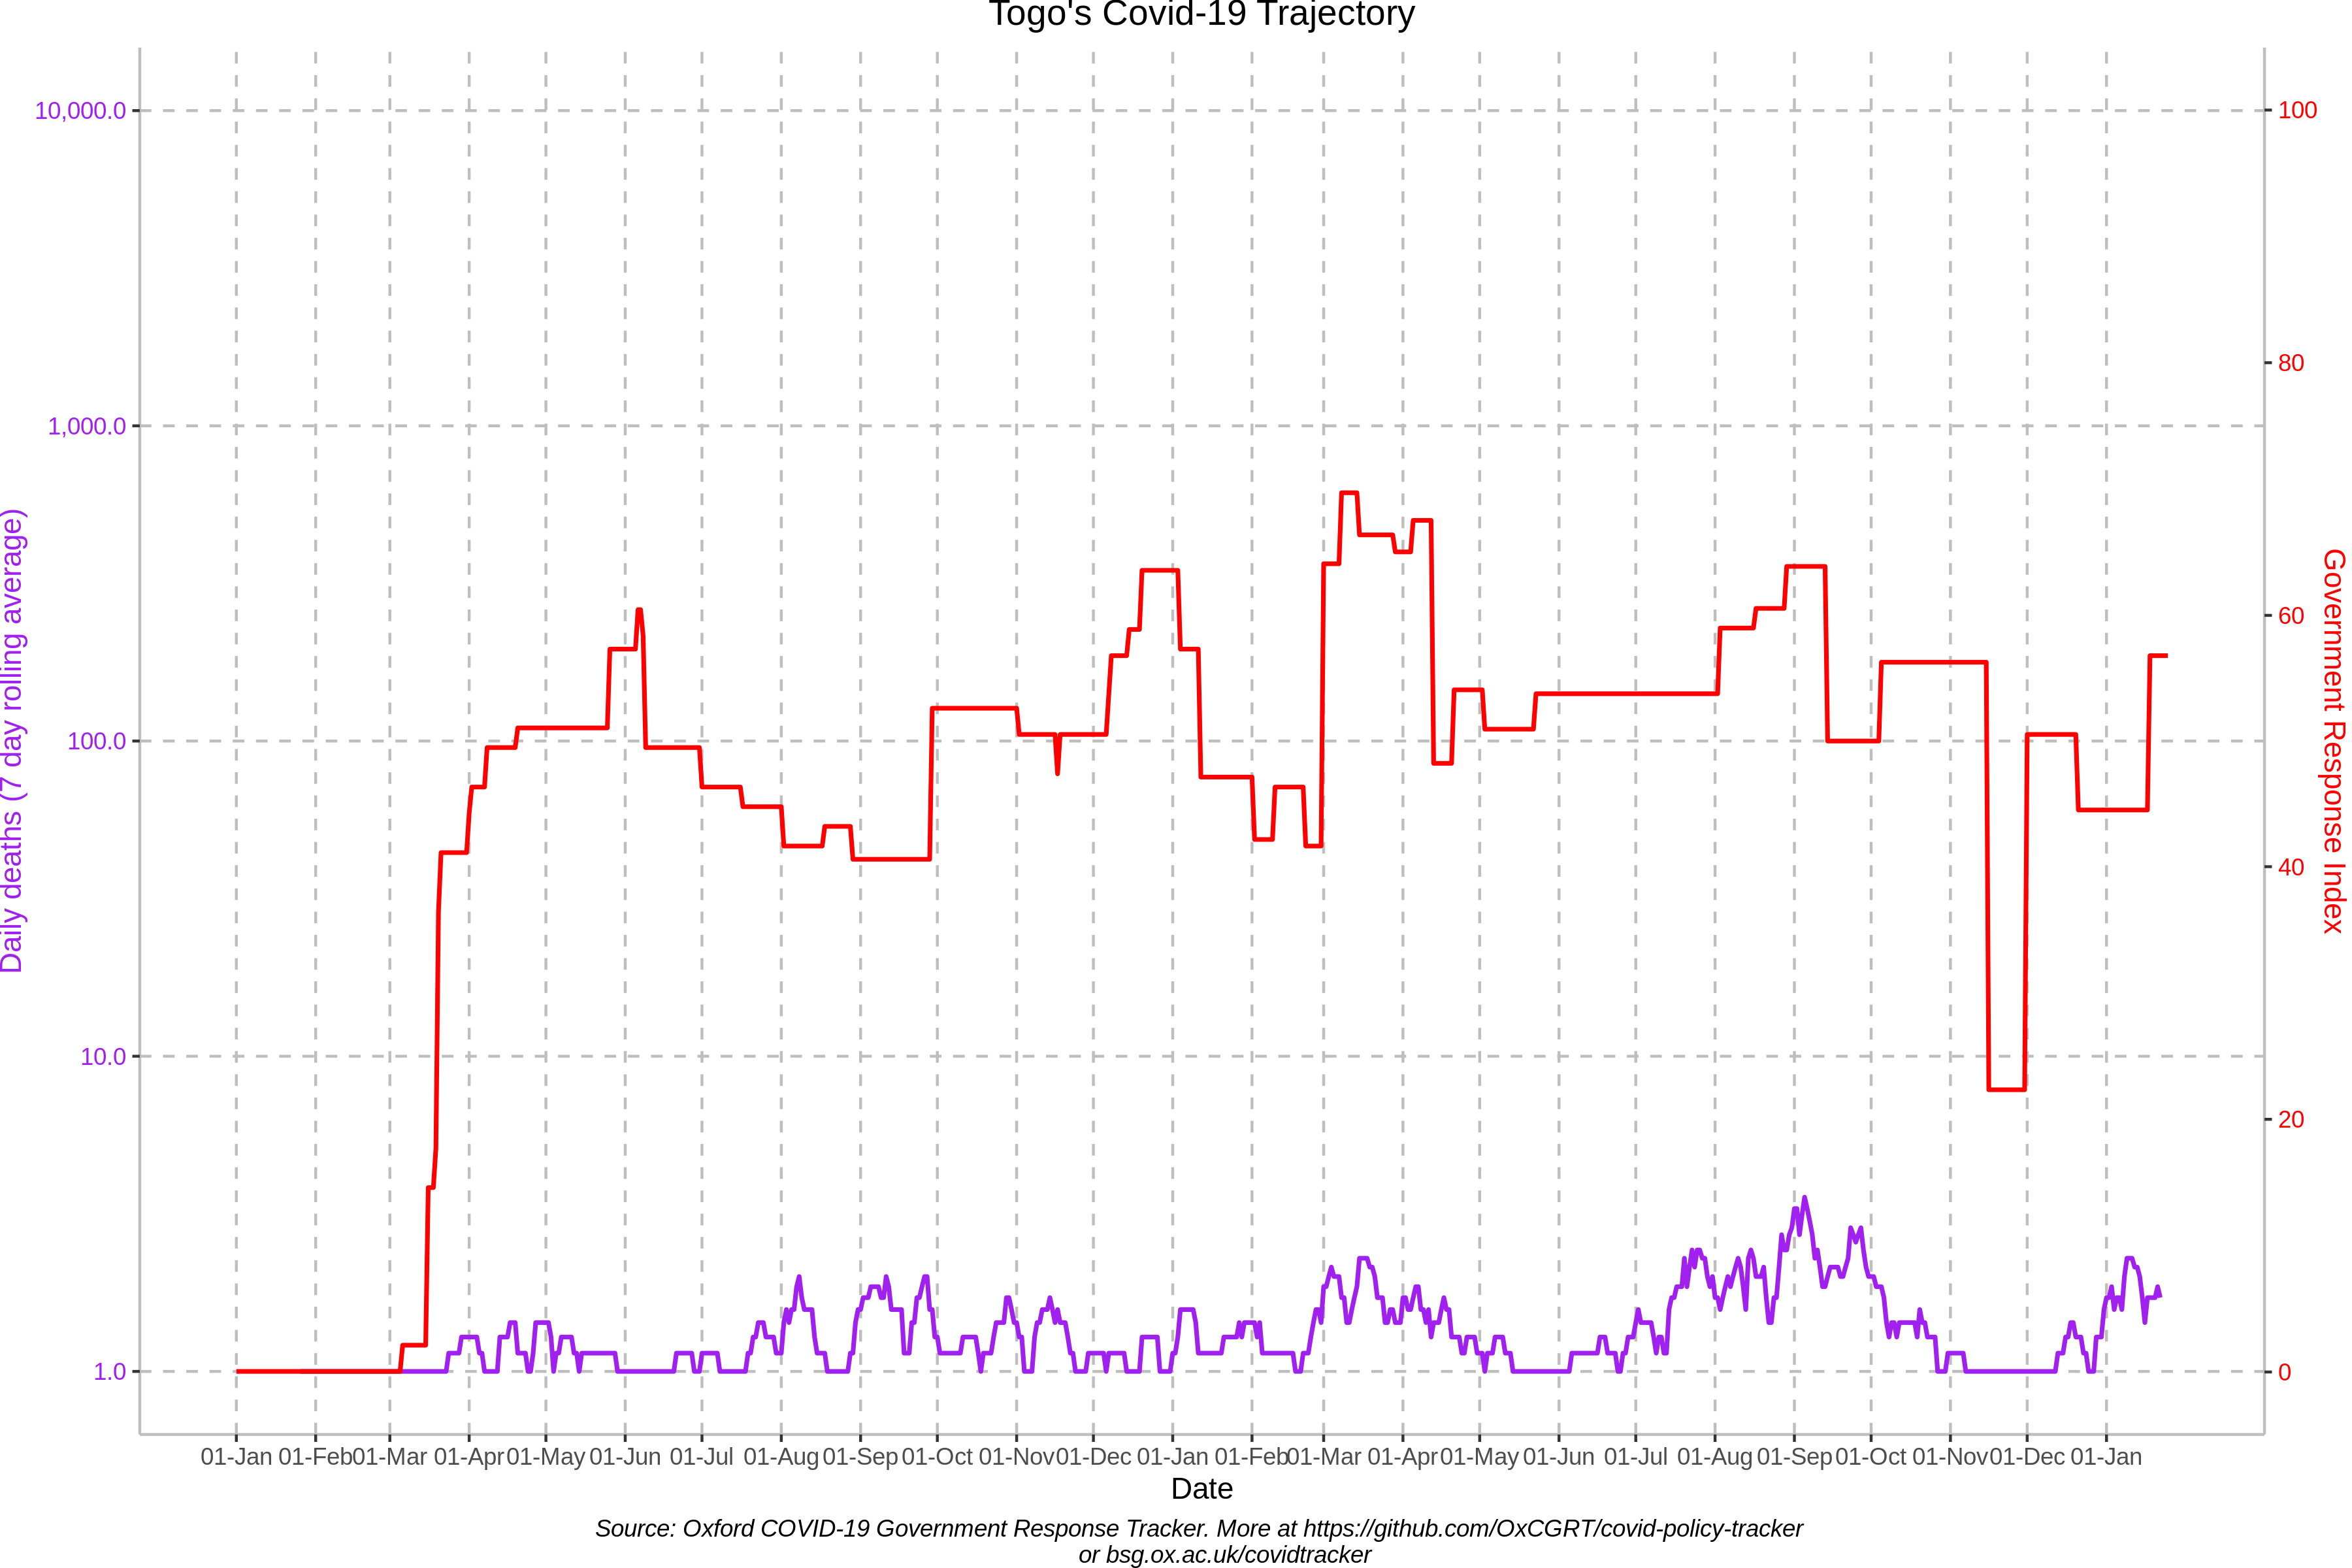 Togo's Covid-19 Trajectory
10,000.0
1,000.0
100.0
10.0
1.0
Daily deaths (7 day rolling average)
100
80
60
40
20
0
Government Response Index
01-Jan 01-Feb 01-Mar 01-Apr 01-May 01-Jun 01-Jul 01-Aug 01-Sep 01-Oct 01-Nov 01-Dec 01-Jan 01-Feb 01-Mar 01-Apr 01-May 01-Jun 01-Jul 01-Aug 01-Sep 01-Oct 01-Nov 01-Dec 01-Jan
Date
Source: Oxford COVID-19 Government Response Tracker. More at https://github.com/OxCGRT/covid-policy-tracker
or bsg.ox.ac.uk/covidtracker